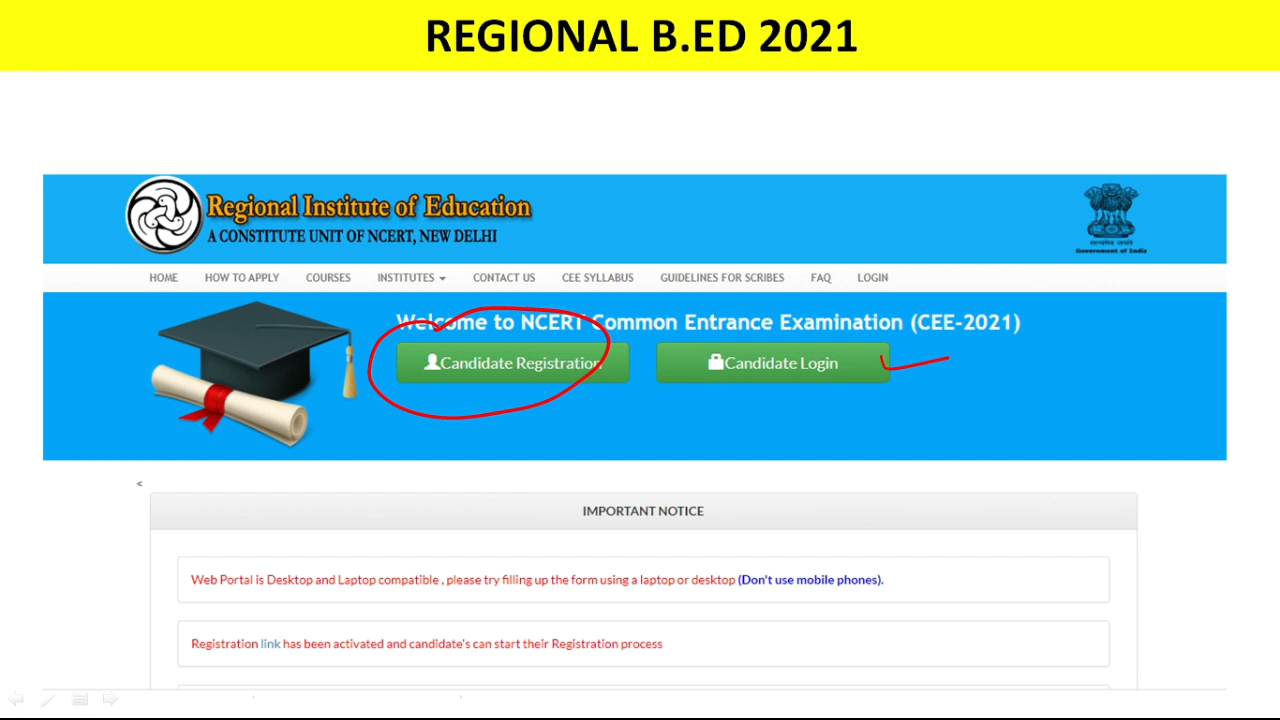 REGIONAL B.ED 2021
Regional Institute of Education
A CONSTITUTE UNIT OF NCERT, NEW DELHI
Government of India
HOME HOW TO APPLY COURSES INSTITUTES CONTACT US CEE SYLLABUS GUIDELINES FOR SCRIBES FAQ LOGIN
Welcome to NCERT Common Entrance Examination (CEE-2021)
Candidate Registration Candidate Login
<
IMPORTANT NOTICE
Web Portal is Desktop and Laptop compatible , please try filling up the form using a laptop or desktop (Don't use mobile phones).
Registration link has been activated and candidate's can start their Registration process